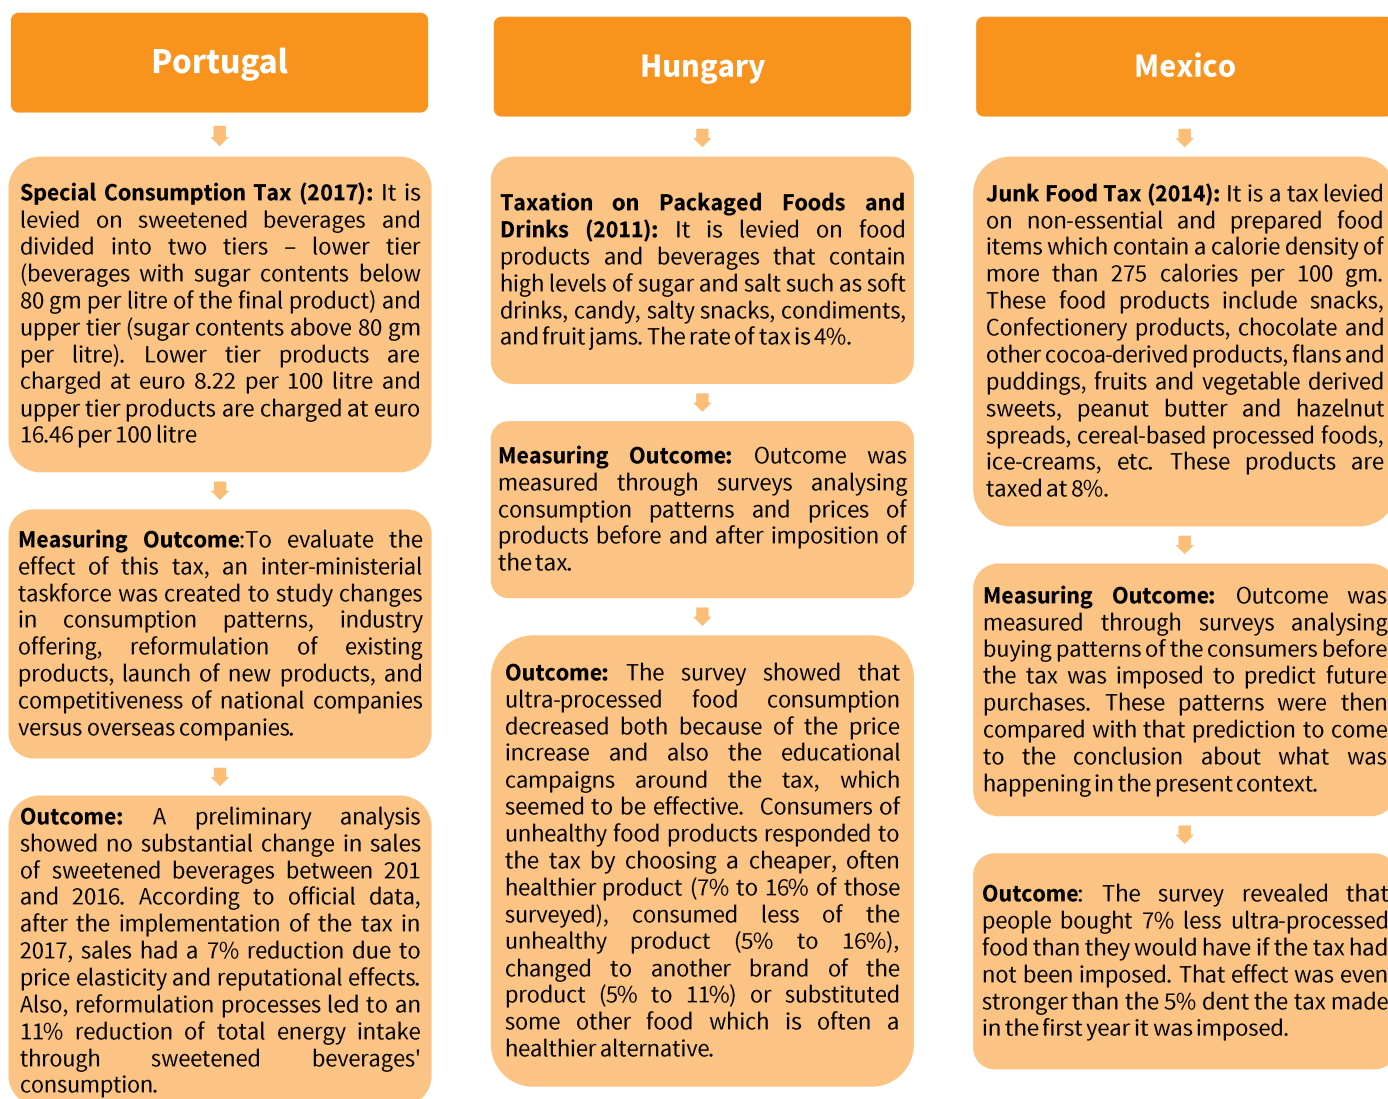 Portugal
Special Consumption Tax (2017): It is
levied on sweetened beverages and
divided into two tiers – lower tier
(beverages with sugar contents below
80 gm per litre of the final product) and
upper tier (sugar contents above 80 gm
per litre). Lower tier products are
charged at euro 8.22 per 100 litre and
upper tier products are charged at euro
16.46 per 100 litre
Measuring Outcome:To evaluate the
effect of this tax, an inter-ministerial
taskforce was created to study changes
in consumption patterns, industry
offering, reformulation of existing
products, launch of new products, and
competitiveness of national companies
versus overseas companies.
Outcome: A preliminary analysis
showed no substantial change in sales
of sweetened beverages between 201
and 2016. According to official data,
after the implementation of the tax in
2017, sales had a 7% reduction due to
price elasticity and reputational effects.
Also, reformulation processes led to an
11% reduction of total energy intake
through sweetened beverages'
consumption.
Hungary
Taxation on Packaged Foods and
Drinks (2011): It is levied on food
products and beverages that contain
high levels of sugar and salt such as soft
drinks, candy, salty snacks, condiments,
and fruit jams. The rate of tax is 4%.
Measuring Outcome: Outcome was
measured through surveys analysing
consumption patterns and prices of
products before and after imposition of
the tax.
Outcome: The survey showed that
ultra-processed food consumption
decreased both because of the price
increase and also the educational
campaigns around the tax, which
seemed to be effective. Consumers of
unhealthy food products responded to
the tax by choosing a cheaper, often
healthier product (7% to 16% of those
surveyed), consumed less of the
unhealthy product (5% to 16%),
changed to another brand of the
product (5% to 11%) or substituted
some other food which is often a
healthier alternative.
Mexico
Junk Food Tax (2014): It is a tax levied
on non-essential and prepared food
items which contain a calorie density of
more than 275 calories per 100 gm.
These food products include snacks,
Confectionery products, chocolate and
other cocoa-derived products, flans and
puddings, fruits and vegetable derived
sweets, peanut butter and hazelnut
spreads, cereal-based processed foods,
ice-creams, etc. These products are
taxed at 8%.
Measuring Outcome: Outcome was
measured through surveys analysing
buying patterns of the consumers before
the tax was imposed to predict future
purchases. These patterns were then
compared with that prediction to come
to the conclusion about what was
happening in the present context.
Outcome: The survey revealed that
people bought 7% less ultra-processed
food than they would have if the tax had
not been imposed. That effect was even
stronger than the 5% dent the tax made
in the first year it was imposed.